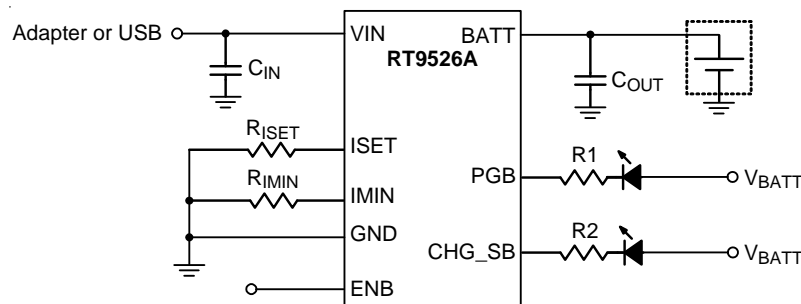 Adapter or USB
VIN
BATT
RT9526A
CIN
COUT
RISET
ISET
RIMIN
IMIN
GND
ENB
PGB
R1
VBATT
CHG_SB
R2
VBATT